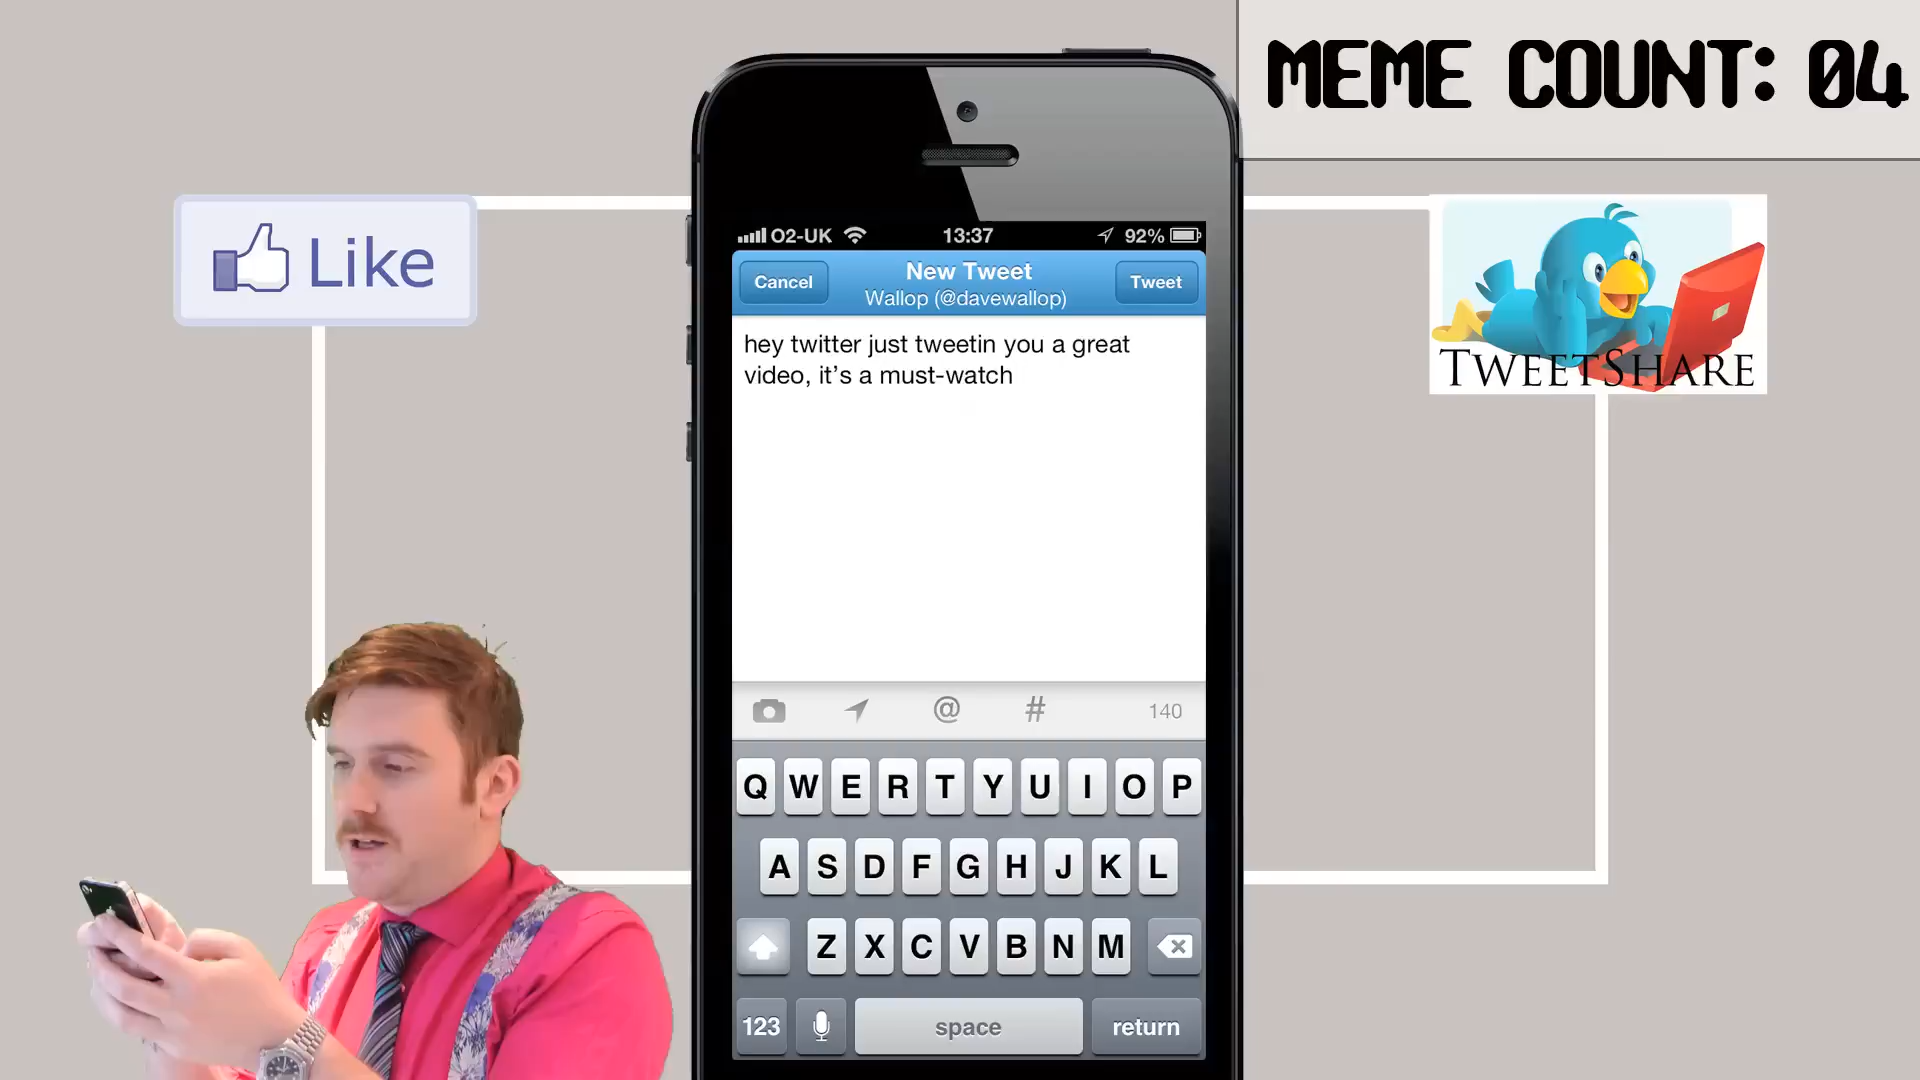 MEME COUNT: 04
Like
TWEETSHARE
O2-UK 13:37 92%
Cancel New Tweet Tweet
Wallop (@davewallop)
hey twitter just tweetin you a great
video, it's a must-watch
@ # 140
Q W E R T Y U I O P
A S D F G H J K L
Z X C V B N M
123 space return